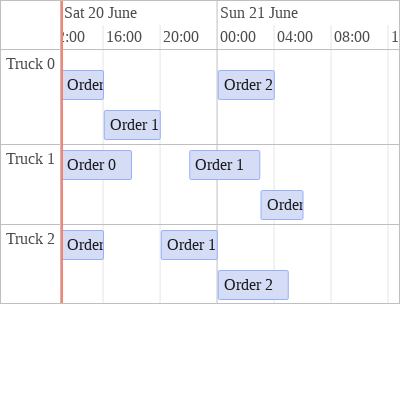 Sat 20 June Sun 21 June
:00 16:00 20:00 00:00 04:00 08:00 1
Truck 0
Order Order 2
Order 1
Truck 1
Order 0 Order 1
Order
Truck 2
Order Order 1
Order 2